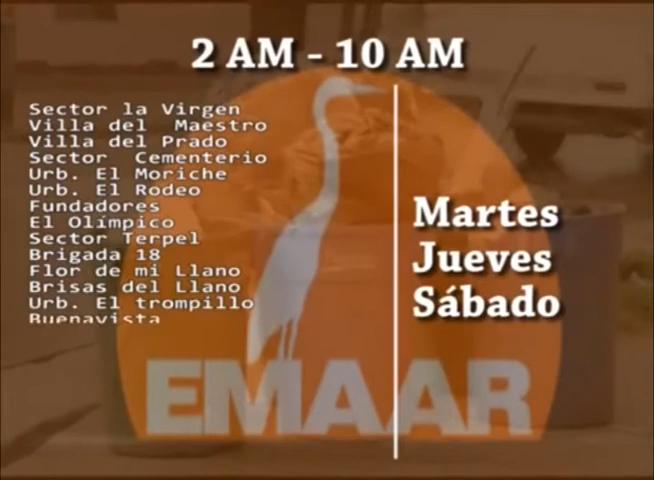 2 AM - 10 AM
Sector la Virgen
Villa del Maestro
Villa del Prado
Sector Cementerio
Urb. El Moriche
Urb. El Rodeo
Fundadores
El Olímpico
Sector Terpel
Brigada 18
Flor de mi Llano
Brisas del Llano
Urb. El trompillo
Buenavista
Martes
Jueves
Sábado
EMAAR